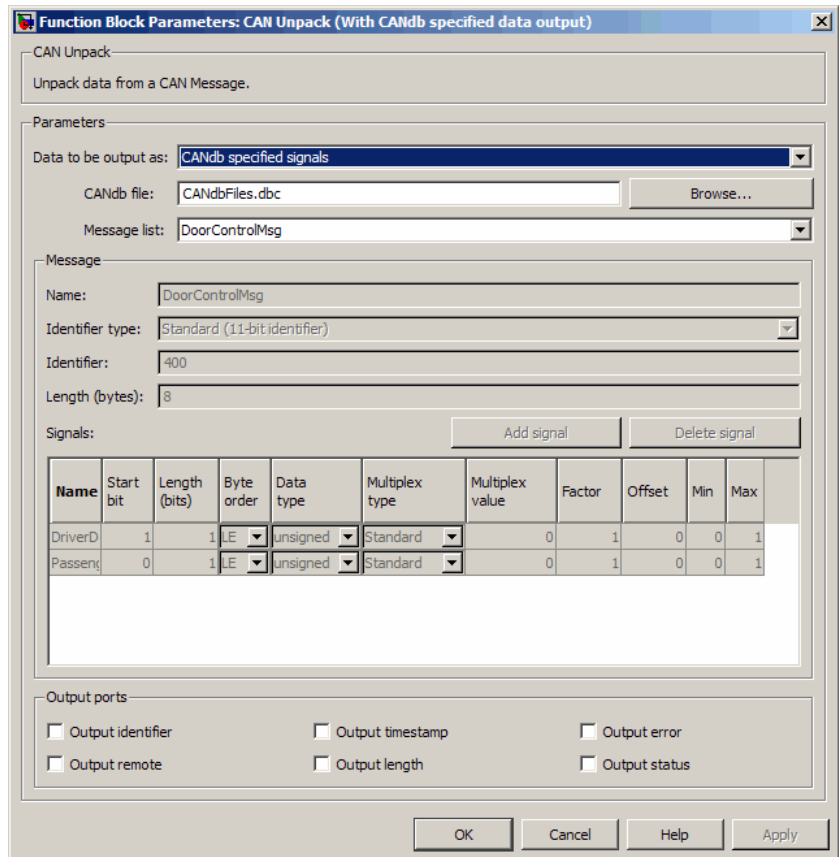 Function Block Parameters: CAN Unpack (With CANdb specified data output)
CAN Unpack
Unpack data from a CAN Message.
Parameters
Data to be output as: CANdb specified signals
CANdb file: CANdbFiles.dbc Browse...
Message list: DoorControlMsg
Message
Name: DoorControlMsg
Identifier type: Standard (11-bit identifier)
Identifier: 400
Length (bytes): 8
Signals: Add signal Delete signal
Name Start bit Length (bits) Byte order Data type Multiplex type Multiplex value Factor Offset Min Max
DriverD 1 1 LE unsigned Standard 0 1 0 0 1
Passeng 0 1 LE unsigned Standard 0 1 0 0 1
Output ports
Output identifier Output timestamp Output error
Output remote Output length Output status
OK Cancel Help Apply